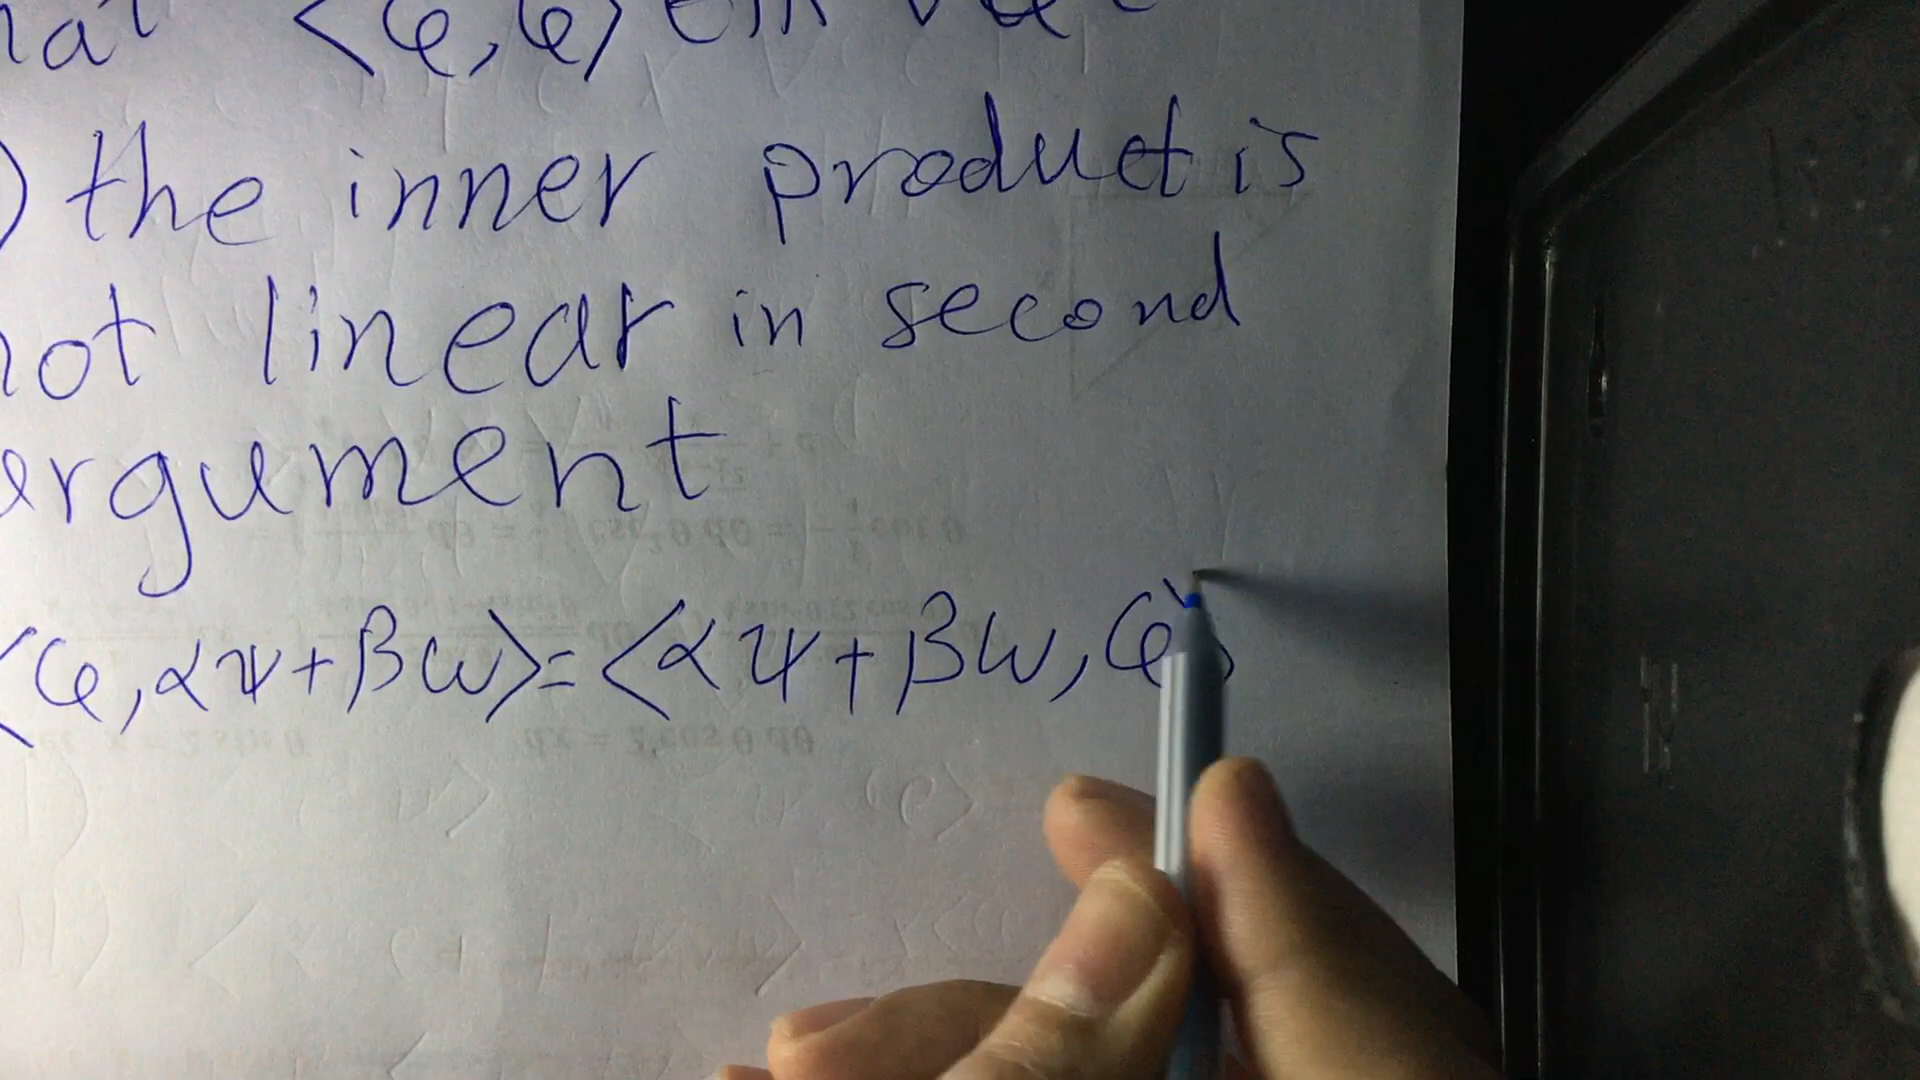 ⟨φ,φ⟩ ∈ ℝ
) the inner product is
not linear in second
argument
⟨φ,αψ+βω⟩=⟨αψ+βω,φ⟩